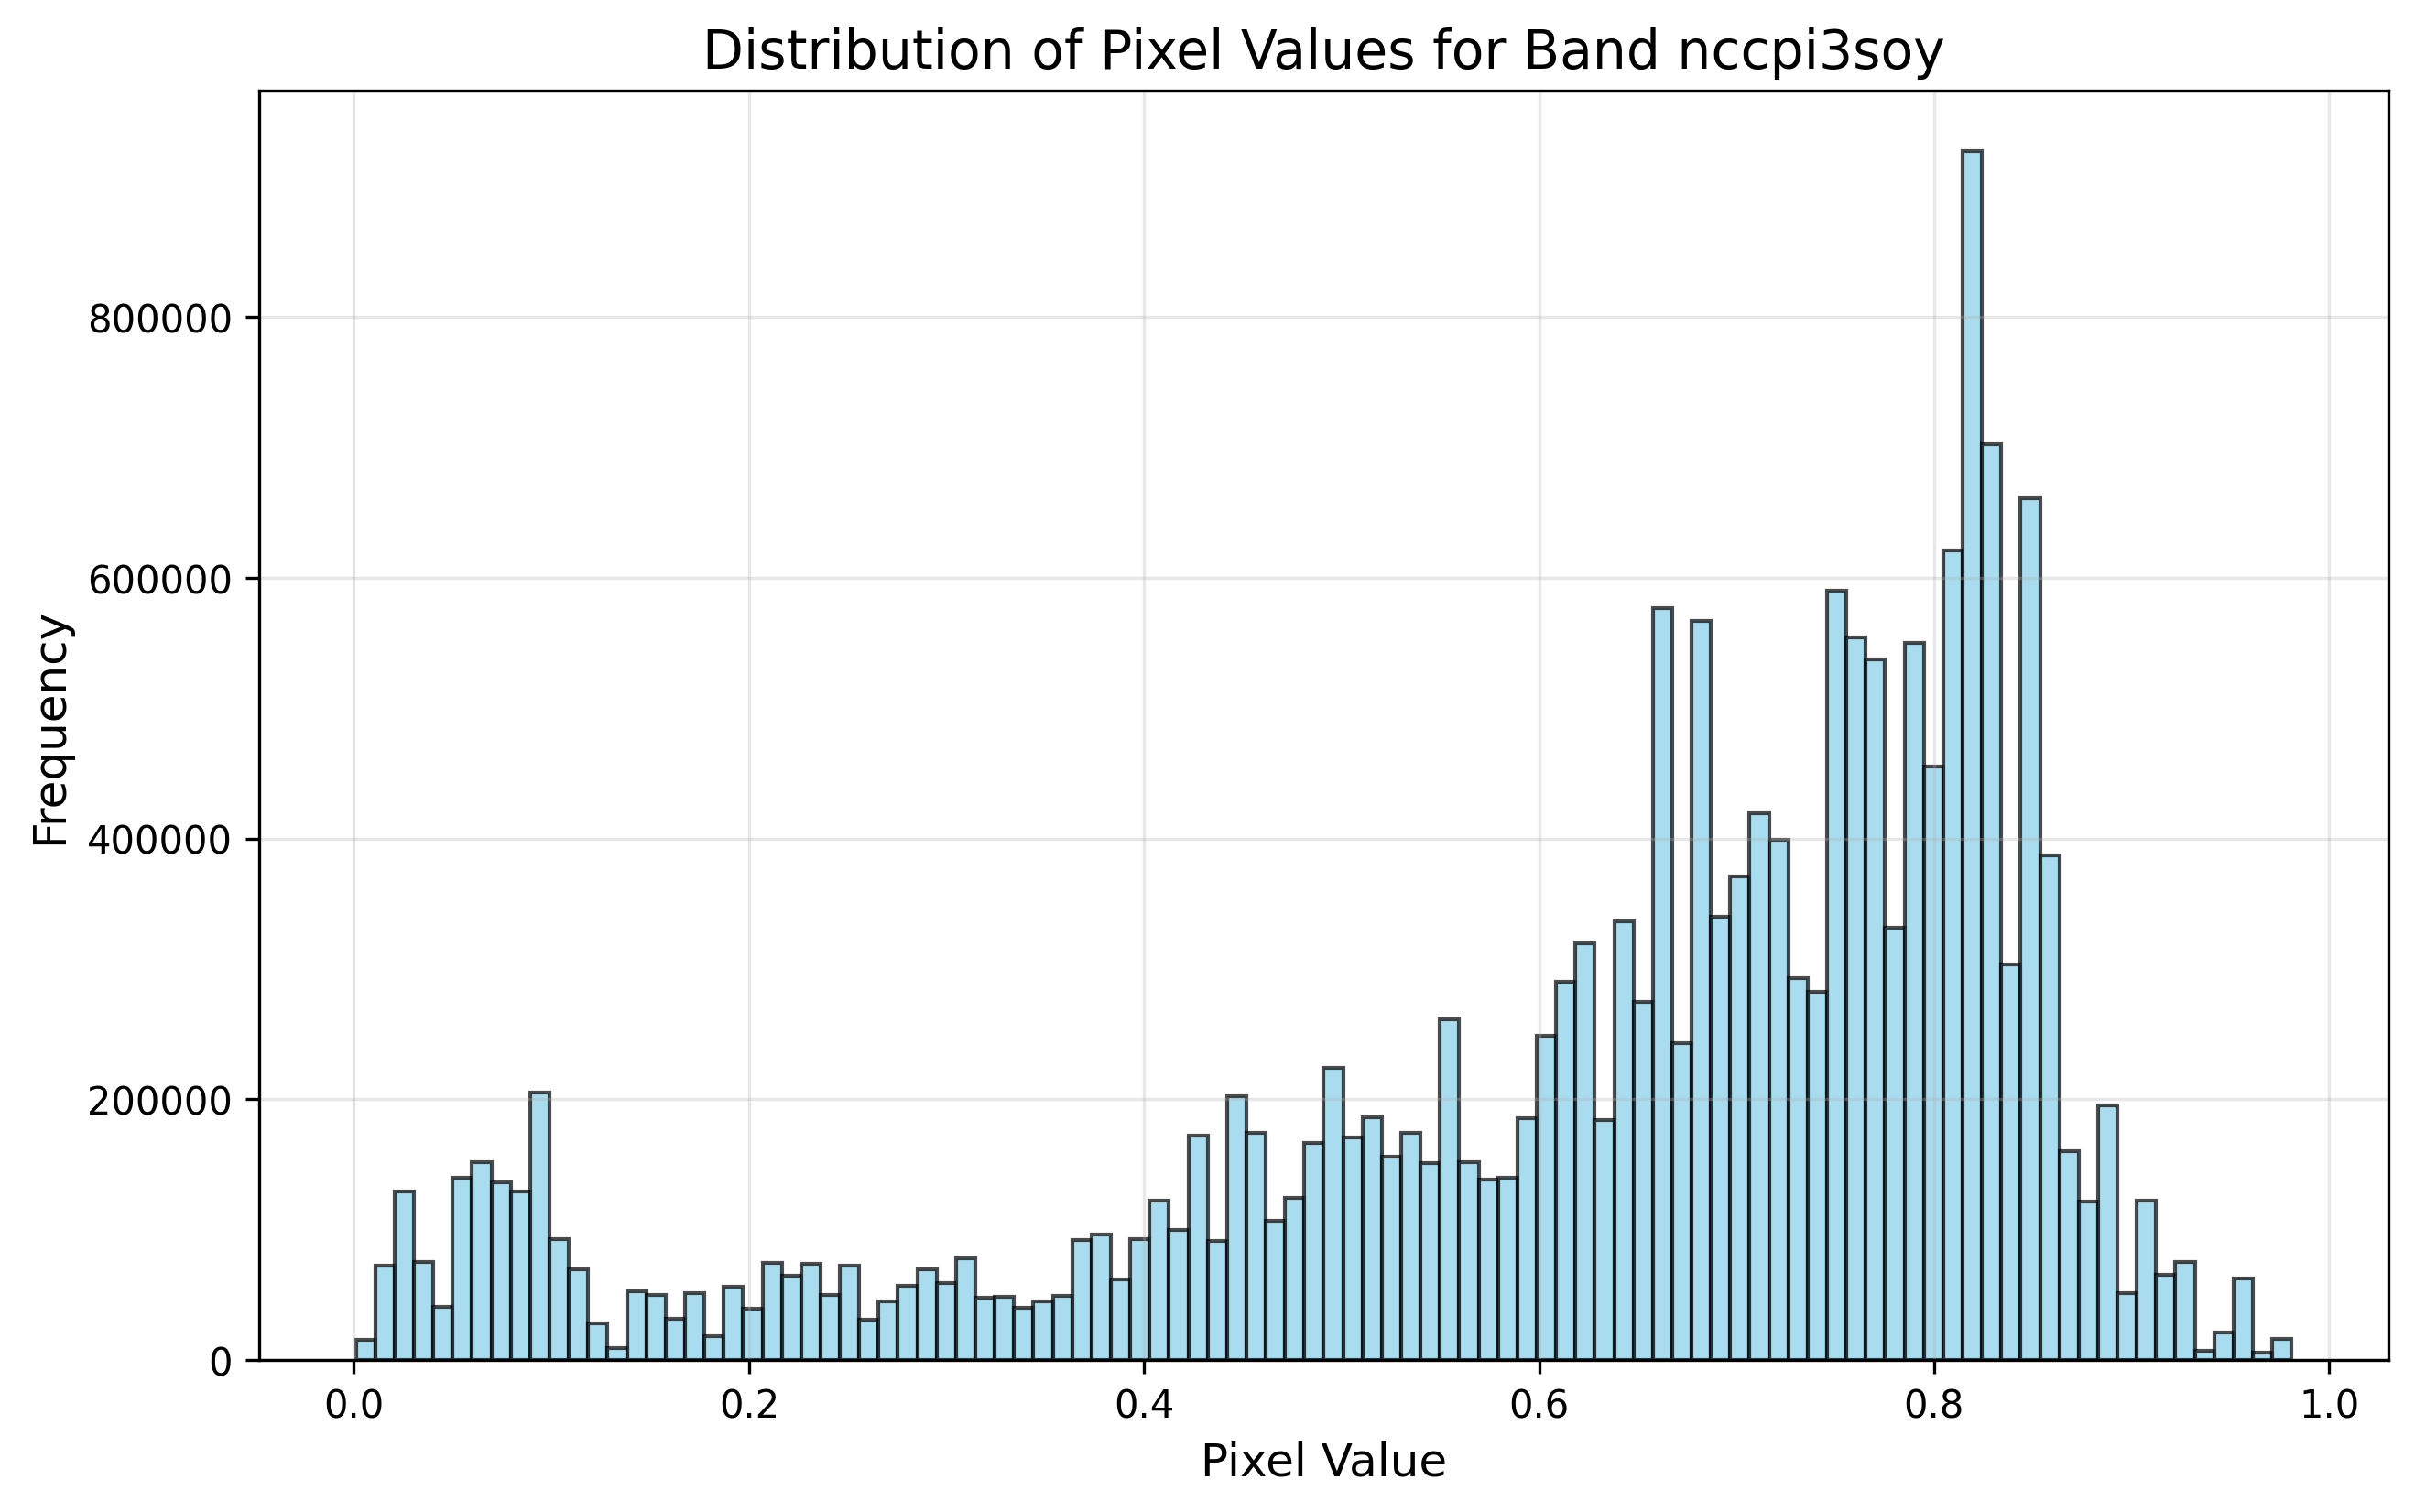 Distribution of Pixel Values for Band nccpi3soy
Frequency
800000
600000
400000
200000
0
0.0 0.2 0.4 0.6 0.8 1.0
Pixel Value